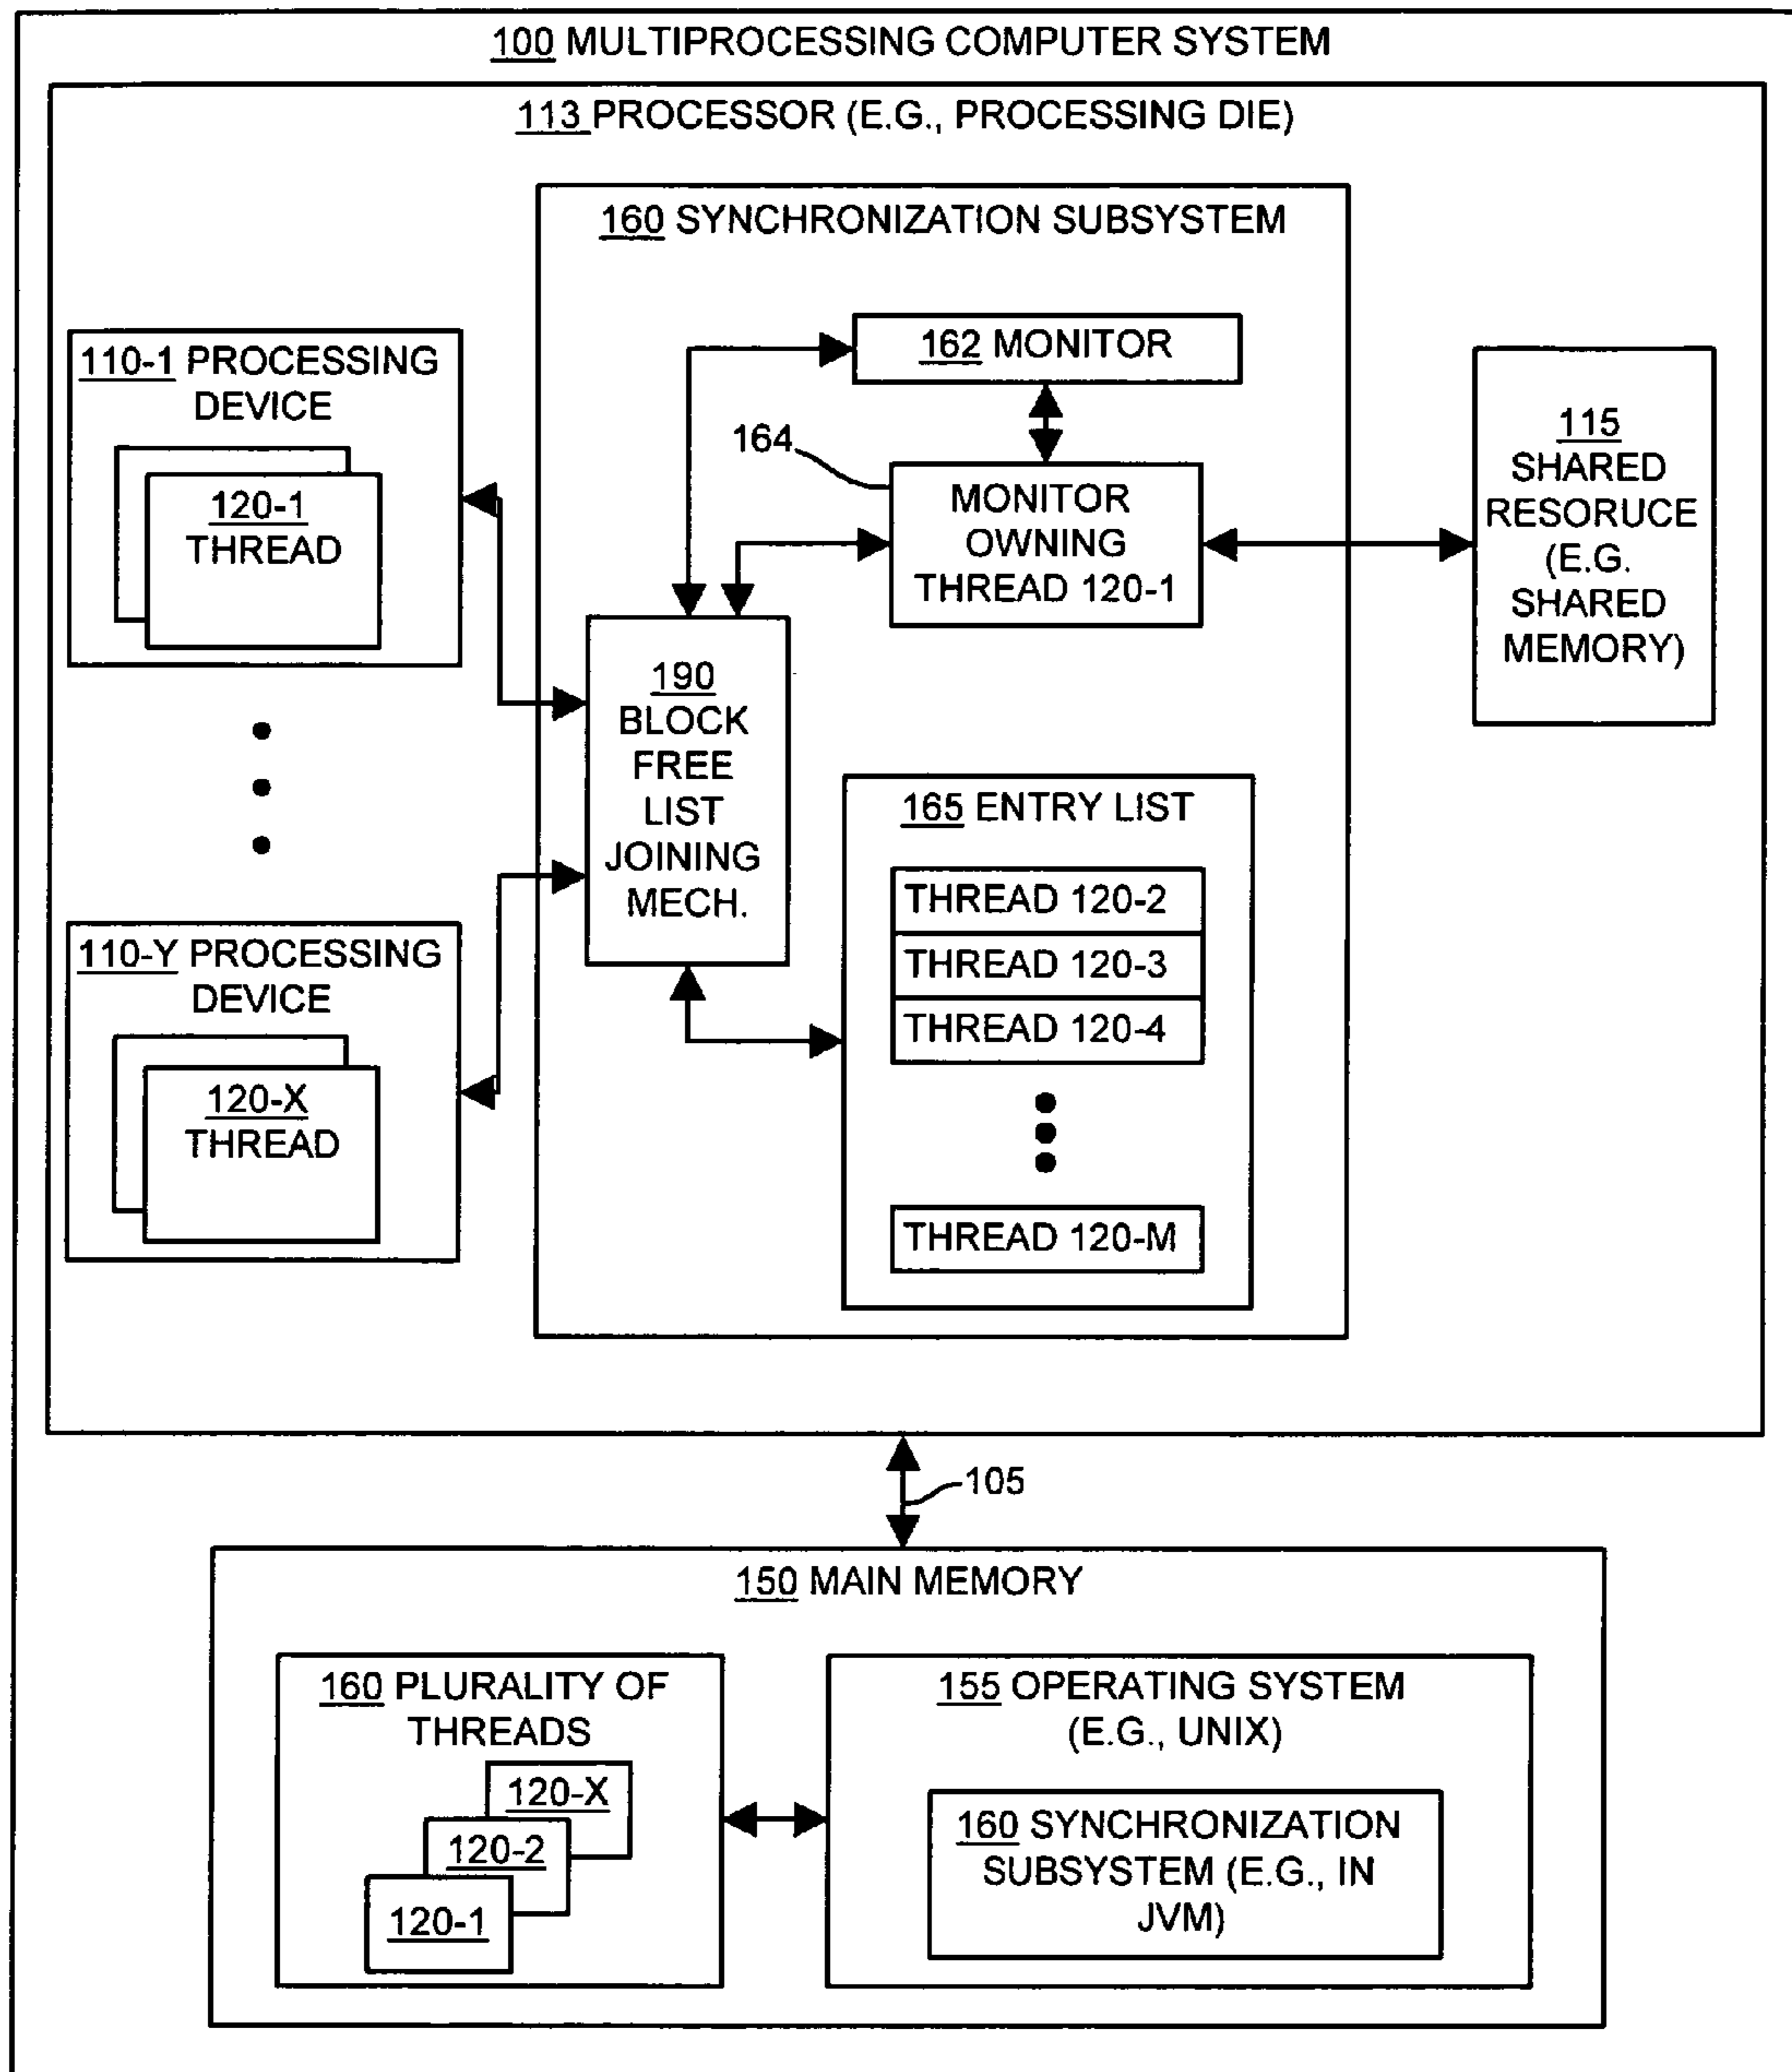 100 MULTIPROCESSING COMPUTER SYSTEM
113 PROCESSOR (E.G., PROCESSING DIE)
160 SYNCHRONIZATION SUBSYSTEM
110-1 PROCESSING
DEVICE
120-1
THREAD
162 MONITOR
164
MONITOR
OWNING
THREAD 120-1
115
SHARED
RESORUCE
(E.G.
SHARED
MEMORY)
190
BLOCK
FREE
LIST
JOINING
MECH.
165 ENTRY LIST
THREAD 120-2
THREAD 120-3
THREAD 120-4
THREAD 120-M
110-Y PROCESSING
DEVICE
120-X
THREAD
105
150 MAIN MEMORY
160 PLURALITY OF
THREADS
120-X
120-2
120-1
155 OPERATING SYSTEM
(E.G., UNIX)
160 SYNCHRONIZATION
SUBSYSTEM (E.G., IN
JVM)